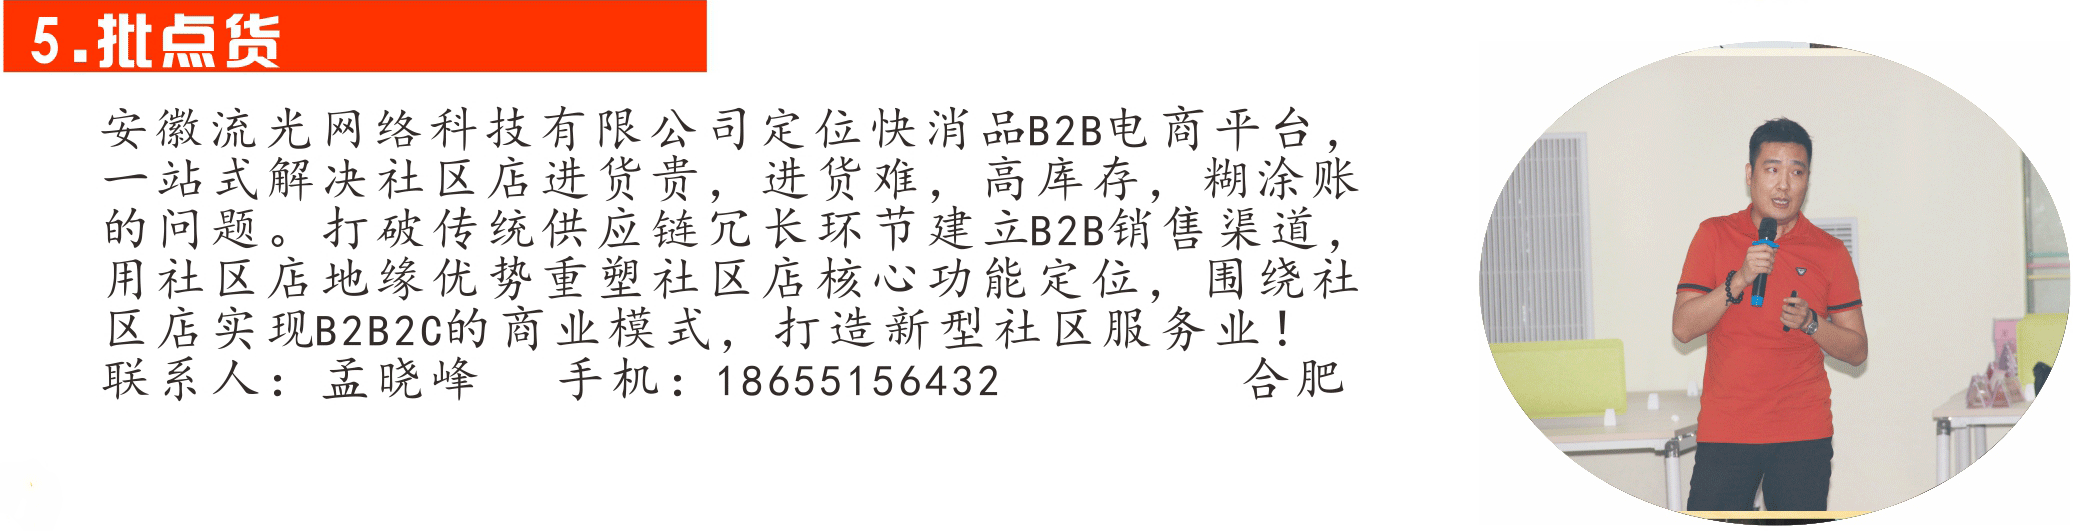 5.批点货
安徽流光网络科技有限公司定位快消品B2B电商平台，
一站式解决社区店进货贵，进货难，高库存，糊涂账
的问题。打破传统供应链冗长环节建立B2B销售渠道，
用社区店地缘优势重塑社区店核心功能定位，围绕社
区店实现B2B2C的商业模式，打造新型社区服务业！
联系人：孟晓峰 手机：18655156432 合肥